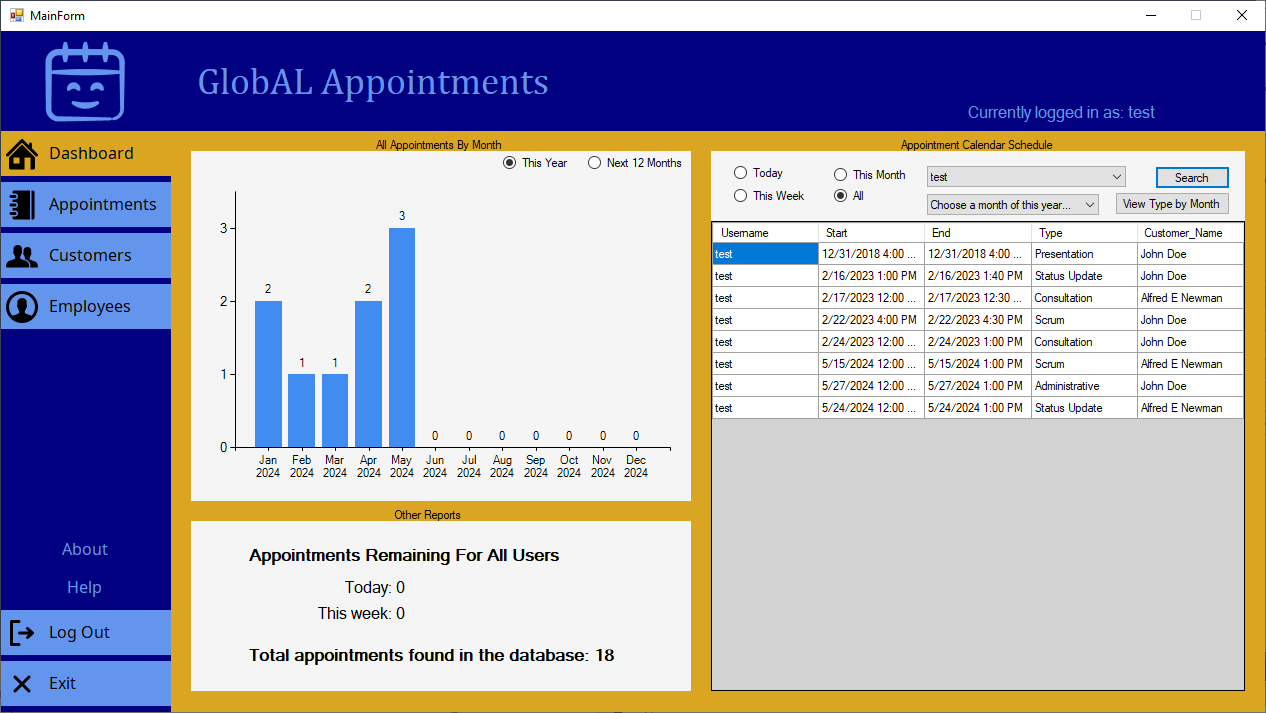 MainForm
GlobAL Appointments
Currently logged in as: test
Dashboard
Appointments
Customers
Employees
About
Help
Log Out
Exit
All Appointments By Month
This Year Next 12 Months
3
2
1
0
2 1 1 2 3 0 0 0 0 0 0 0
Jan Feb Mar Apr May Jun Jul Aug Sep Oct Nov Dec
2024 2024 2024 2024 2024 2024 2024 2024 2024 2024 2024 2024
Other Reports
Appointments Remaining For All Users
Today: 0
This week: 0
Total appointments found in the database: 18
Appointment Calendar Schedule
Today This Month test Search
This Week All Choose a month of this year... View Type by Month
Username Start End Type Customer_Name
test 12/31/2018 4:00 ... 12/31/2018 4:00 ... Presentation John Doe
test 2/16/2023 1:00 PM 2/16/2023 1:40 PM Status Update John Doe
test 2/17/2023 12:00 ... 2/17/2023 12:30 ... Consultation Alfred E Newman
test 2/22/2023 4:00 PM 2/22/2023 4:30 PM Scrum John Doe
test 2/24/2023 12:00 ... 2/24/2023 1:00 PM Consultation John Doe
test 5/15/2024 12:00 ... 5/15/2024 1:00 PM Scrum Alfred E Newman
test 5/27/2024 12:00 ... 5/27/2024 1:00 PM Administrative John Doe
test 5/24/2024 12:00 ... 5/24/2024 1:00 PM Status Update Alfred E Newman